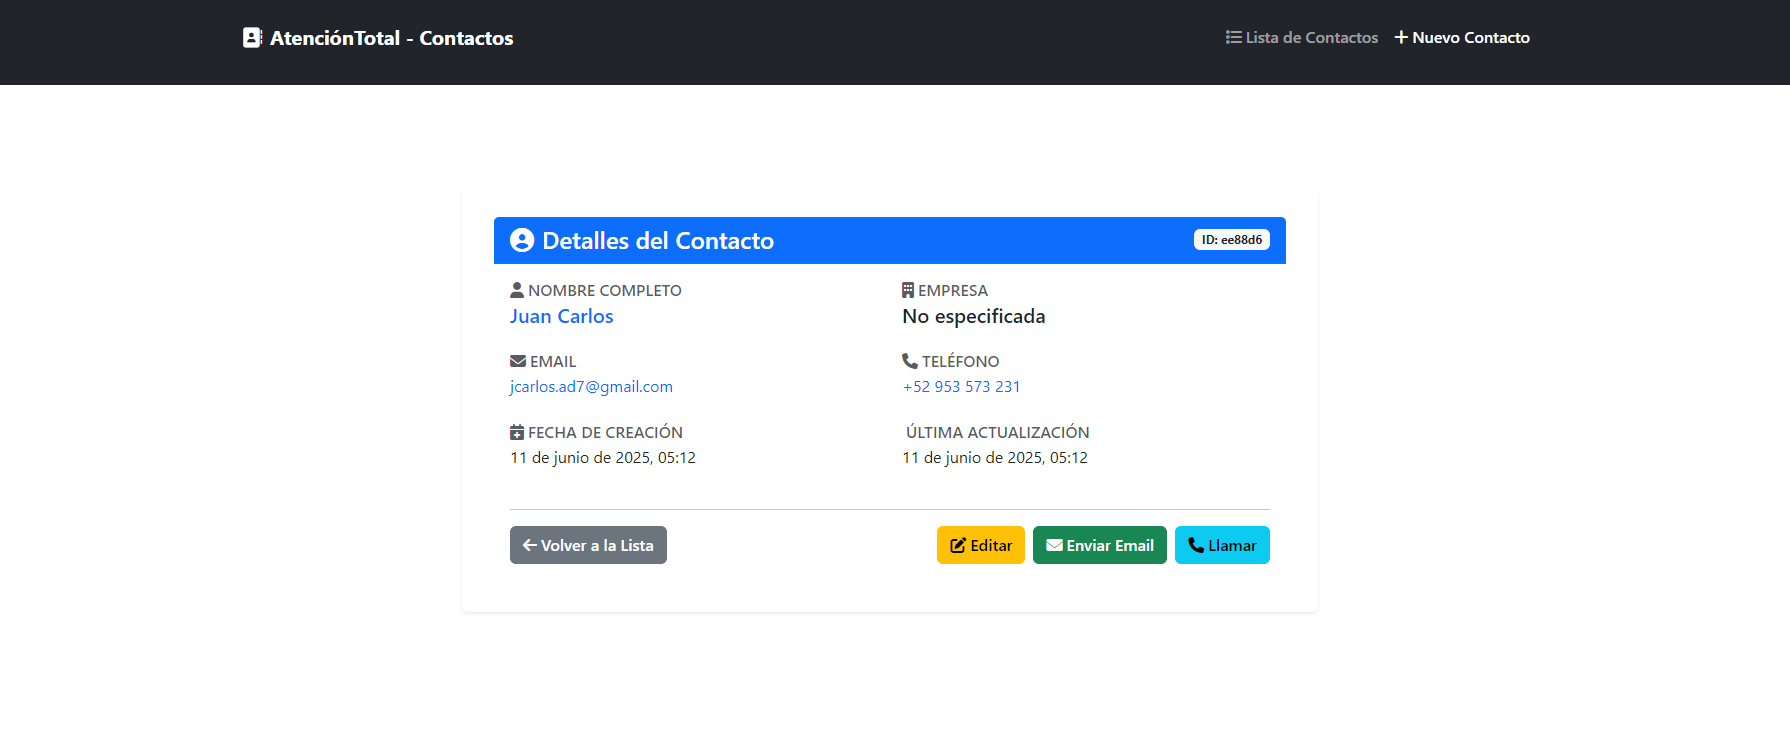 AtenciónTotal - Contactos
Lista de Contactos
Nuevo Contacto
Detalles del Contacto
ID: ee88d6
NOMBRE COMPLETO
Juan Carlos
EMPRESA
No especificada
EMAIL
jcarlos.ad7@gmail.com
TELÉFONO
+52 953 573 231
FECHA DE CREACIÓN
11 de junio de 2025, 05:12
ÚLTIMA ACTUALIZACIÓN
11 de junio de 2025, 05:12
Volver a la Lista
Editar
Enviar Email
Llamar